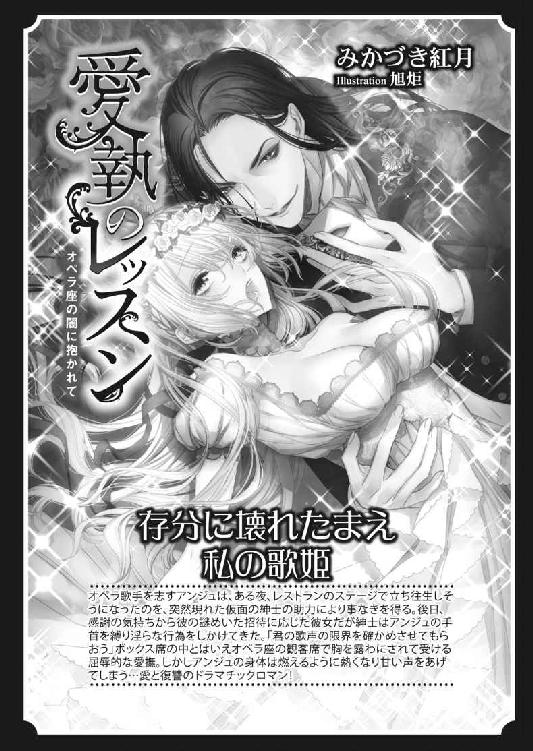 みかづき紅月
Illustration 旭炬
愛執のレッスン
オペラ座の闇に抱かれて
存分に壊れたまえ
私の歌姫
オペラ歌手を志すアンジュは、ある夜、レストランのステージで立ち往生しそ
うになったのを、突然現れた仮面の紳士の助力により事なきを得る。後日、
感謝の気持ちから彼の謎めいた招待に応じた彼女だが紳士はアンジュの手
首を縛り淫らな行為をしかけてきた。「君の歌声の限界を確かめさせてもら
おう」ボックス席の中とはいえオペラ座の観客席で胸を露わにされて受ける
屈辱的な愛撫。しかしアンジュの身体は燃えるように熱くなり甘い声をあげ
てしまう…愛と復讐のドラマチックロマン!